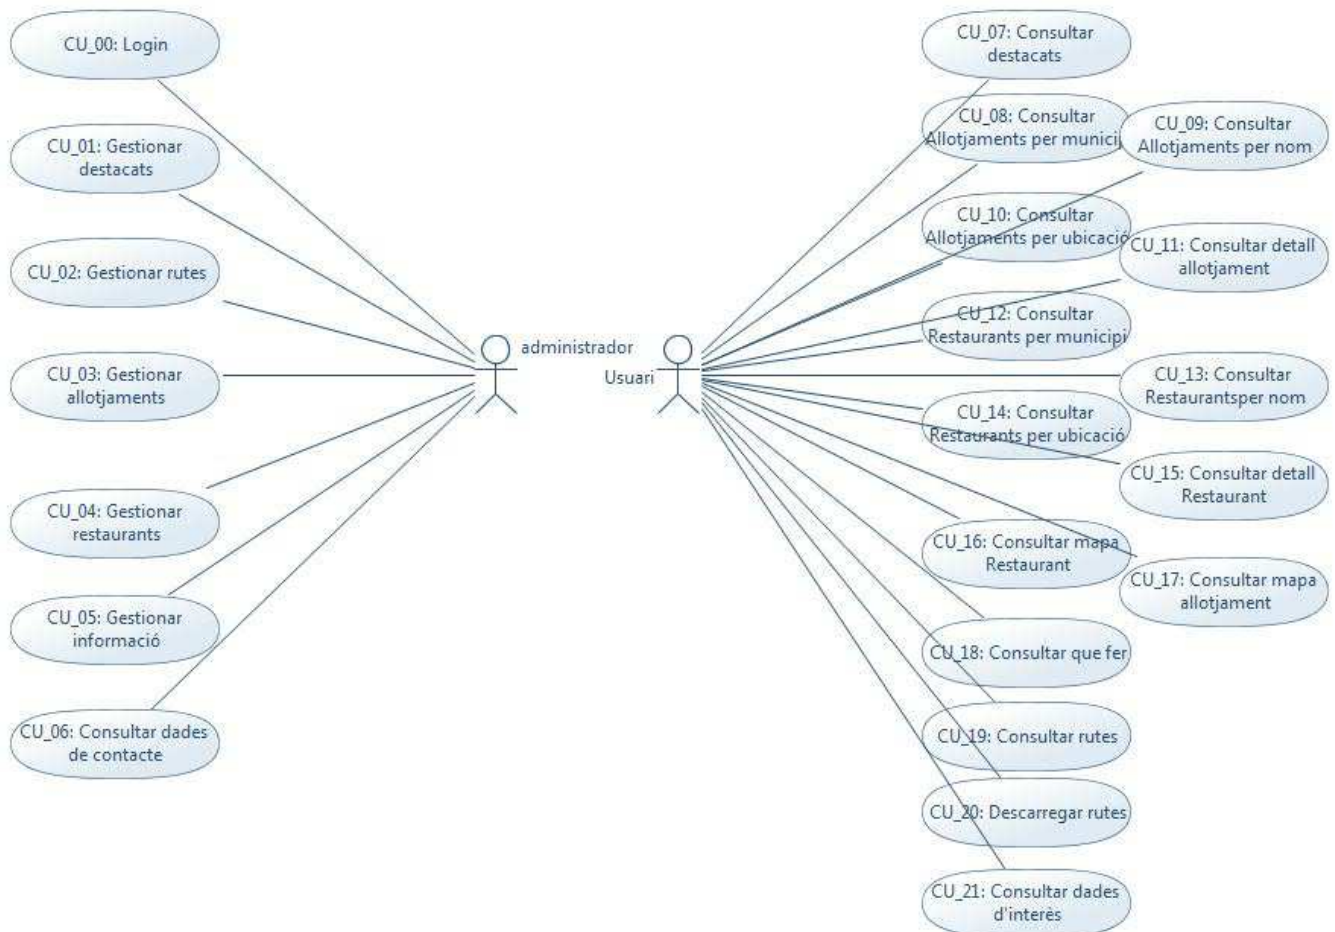 CU_00: Login
CU_01: Gestionar
destacats
CU_02: Gestionar rutes
CU_03: Gestionar
allotjaments
CU_04: Gestionar
restaurants
CU_05: Gestionar
informació
CU_06: Consultar dades
de contacte
administrador
Usuari
CU_07: Consultar
destacats
CU_08: Consultar
Allotjaments per municipi
CU_09: Consultar
Allotjaments per nom
CU_10: Consultar
Allotjaments per ubicació
CU_11: Consultar detall
allotjament
CU_12: Consultar
Restaurants per municipi
CU_13: Consultar
Restaurantsper nom
CU_14: Consultar
Restaurants per ubicació
CU_15: Consultar detall
Restaurant
CU_16: Consultar mapa
Restaurant
CU_17: Consultar mapa
allotjament
CU_18: Consultar que fer
CU_19: Consultar rutes
CU_20: Descarregar rutes
CU_21: Consultar dades
d'interès